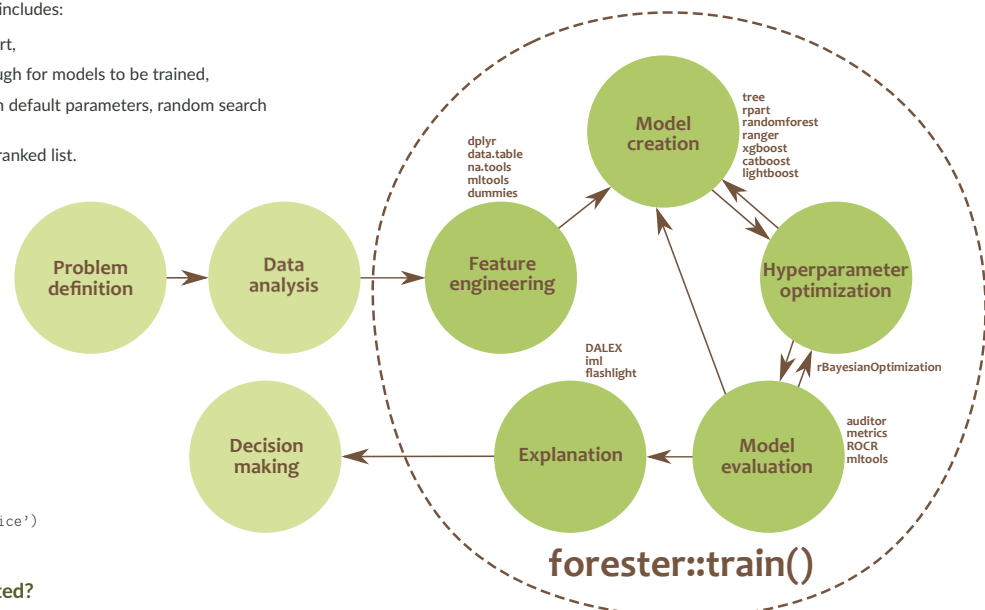 includes:
rt,
ugh for models to be trained,
n default parameters, random search
ranked list.
Problem
definition
Data
analysis
dplyr
data.table
na.tools
mltools
dummies
Feature
engineering
Model
creation
tree
rpart
randomforest
ranger
xgboost
catboost
lightboost
Hyperparameter
optimization
rBayesianOptimization
auditor
metrics
ROCR
mltools
Model
evaluation
DALEX
iml
flashlight
Explanation
Decision
making
forester::train()
ice’)
ted?